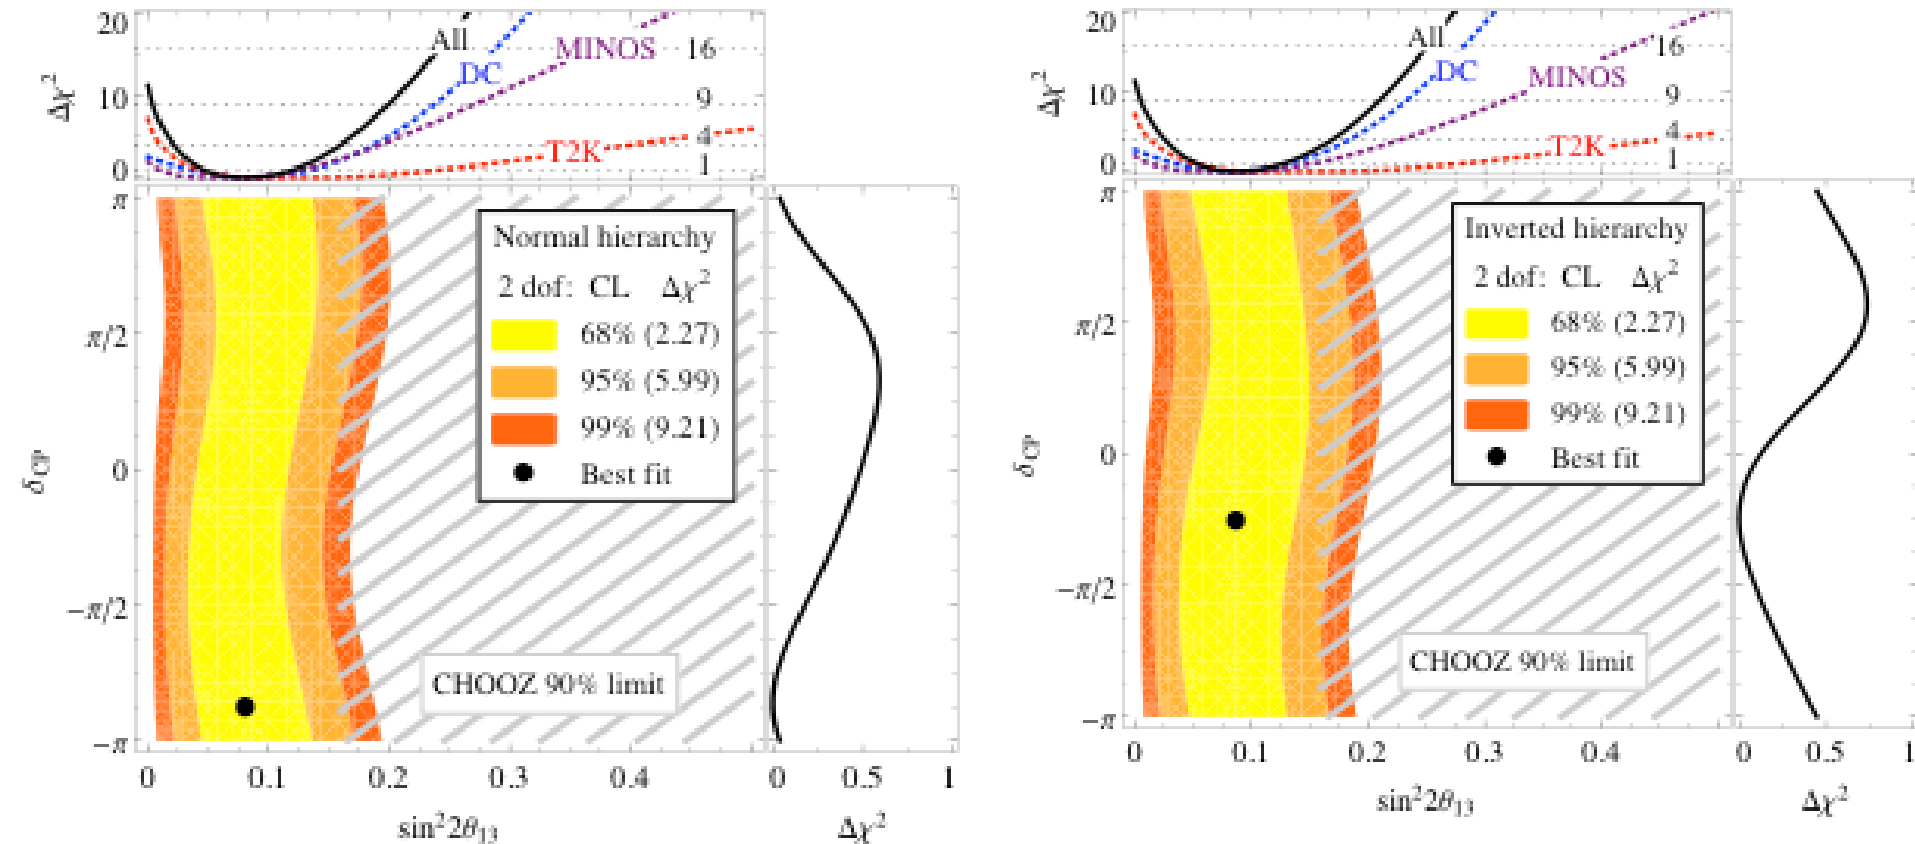 20
10
0
Δχ²
All
DC
MINOS
T2K
16
9
4
1
π
π/2
0
−π/2
−π
δCP
Normal hierarchy
2 dof: CL Δχ²
68% (2.27)
95% (5.99)
99% (9.21)
Best fit
CHOOZ 90% limit
0 0.1 0.2 0.3 0.4
sin²2θ₁₃
0 0.5 1
Δχ²
20
10
0
Δχ²
All
DC
MINOS
T2K
16
9
4
1
π
π/2
0
−π/2
−π
δCP
Inverted hierarchy
2 dof: CL Δχ²
68% (2.27)
95% (5.99)
99% (9.21)
Best fit
CHOOZ 90% limit
0 0.1 0.2 0.3 0.4
sin²2θ₁₃
0 0.5 1
Δχ²